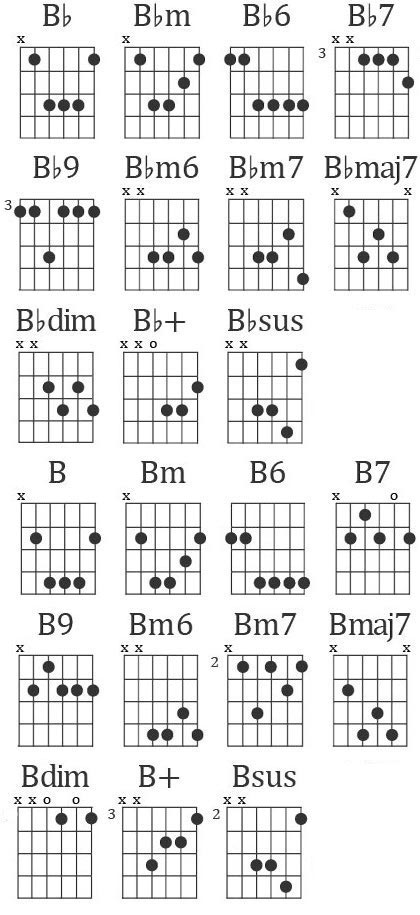 B♭ B♭m B♭6 B♭7
x x x x
3
B♭9 B♭m6 B♭m7 B♭maj7
x x x x x x
3
B♭dim B♭+ B♭sus
x x x x o x x
B Bm B6 B7
x x x o
B9 Bm6 Bm7 Bmaj7
x x x x x x
2
Bdim B+ Bsus
x x o o x x x x
3 2